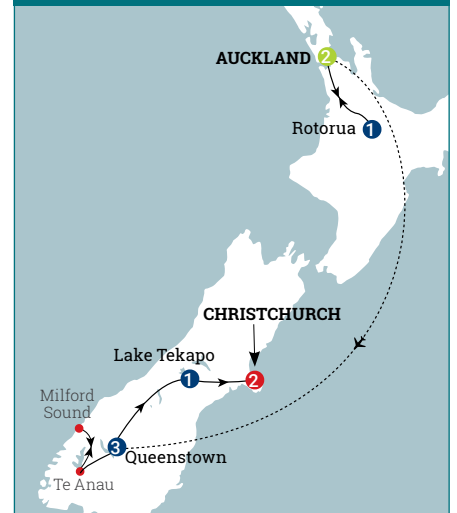 AUCKLAND 2
Rotorua 1
CHRISTCHURCH
Lake Tekapo
1
2
Milford
Sound
3
Queenstown
Te Anau